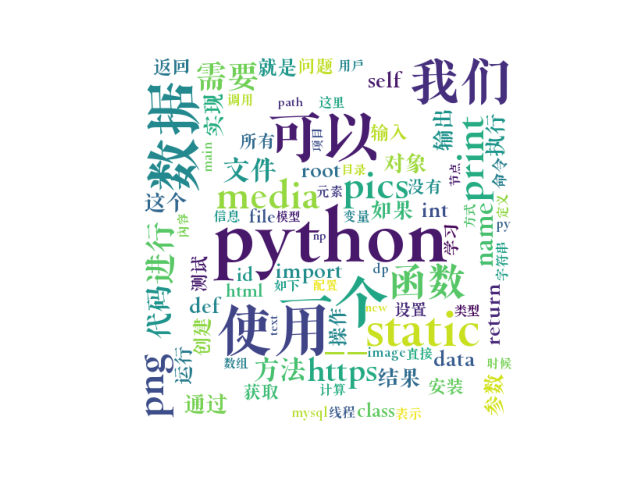 返回
需要
就是
问题
用戶
self
我们
数据
实现
调用
path
这里
可以
项目
输入
输出
print
执行
命令
所有
文件
root
目录
对象
节点
main
这个
media
元素
pics
没有
name
方式
定义
信息
file
模型
变量
如果
int
学习
py
内容
进行
python
np
字符串
测试
id
import
如下
dp
函数
html
配置
代码
def
创建
使用
text
一个
操作
new
设置
类型
return
static
__
png
运行
数组
方法
https
image
直接
data
结果
时候
获取
计算
安装
参数
通过
mysql
线程
class
表示